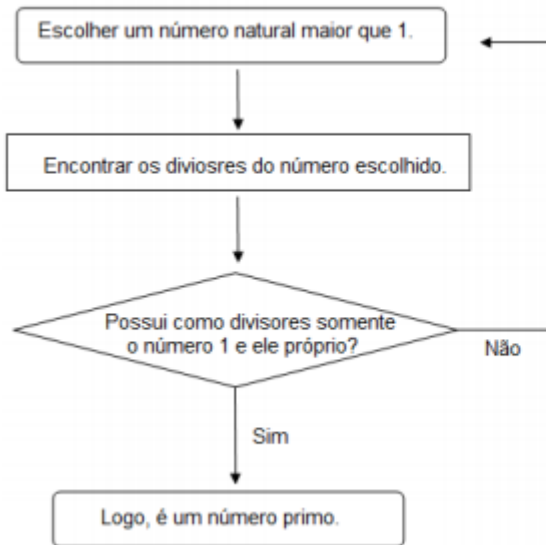 Escolher um número natural maior que 1.
Encontrar os diviosres do número escolhido.
Possui como divisores somente
o número 1 e ele próprio?
Não
Sim
Logo, é um número primo.